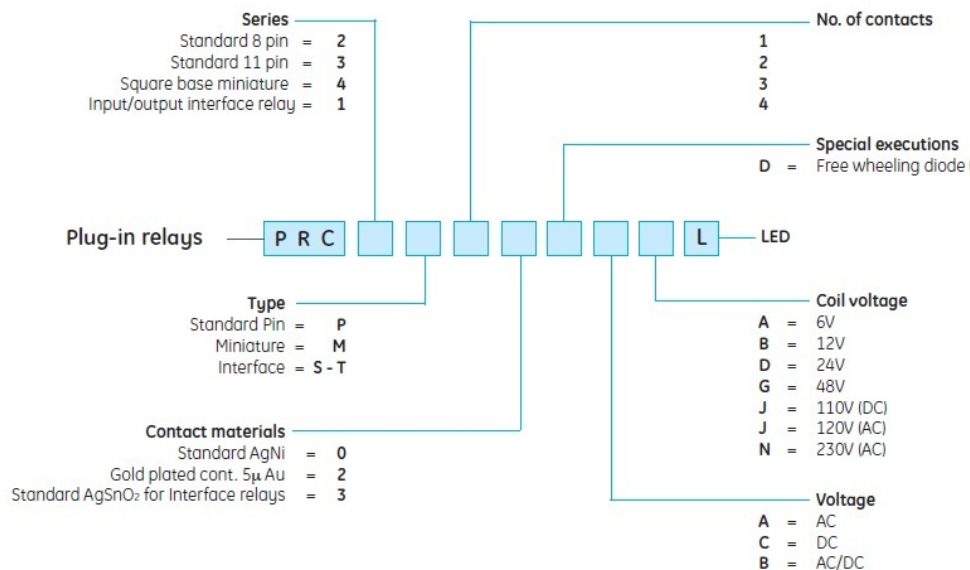 Series
Standard 8 pin = 2
Standard 11 pin = 3
Square base miniature = 4
Input/output interface relay = 1
No. of contacts
1
2
3
4
Special executions
D = Free wheeling diode
Plug-in relays
P R C
L
LED
Type
Standard Pin = P
Miniature = M
Interface = S - T
Coil voltage
A = 6V
B = 12V
D = 24V
G = 48V
J = 110V (DC)
J = 120V (AC)
N = 230V (AC)
Contact materials
Standard AgNi = 0
Gold plated cont. 5µ Au = 2
Standard AgSnO₂ for Interface relays = 3
Voltage
A = AC
C = DC
B = AC/DC